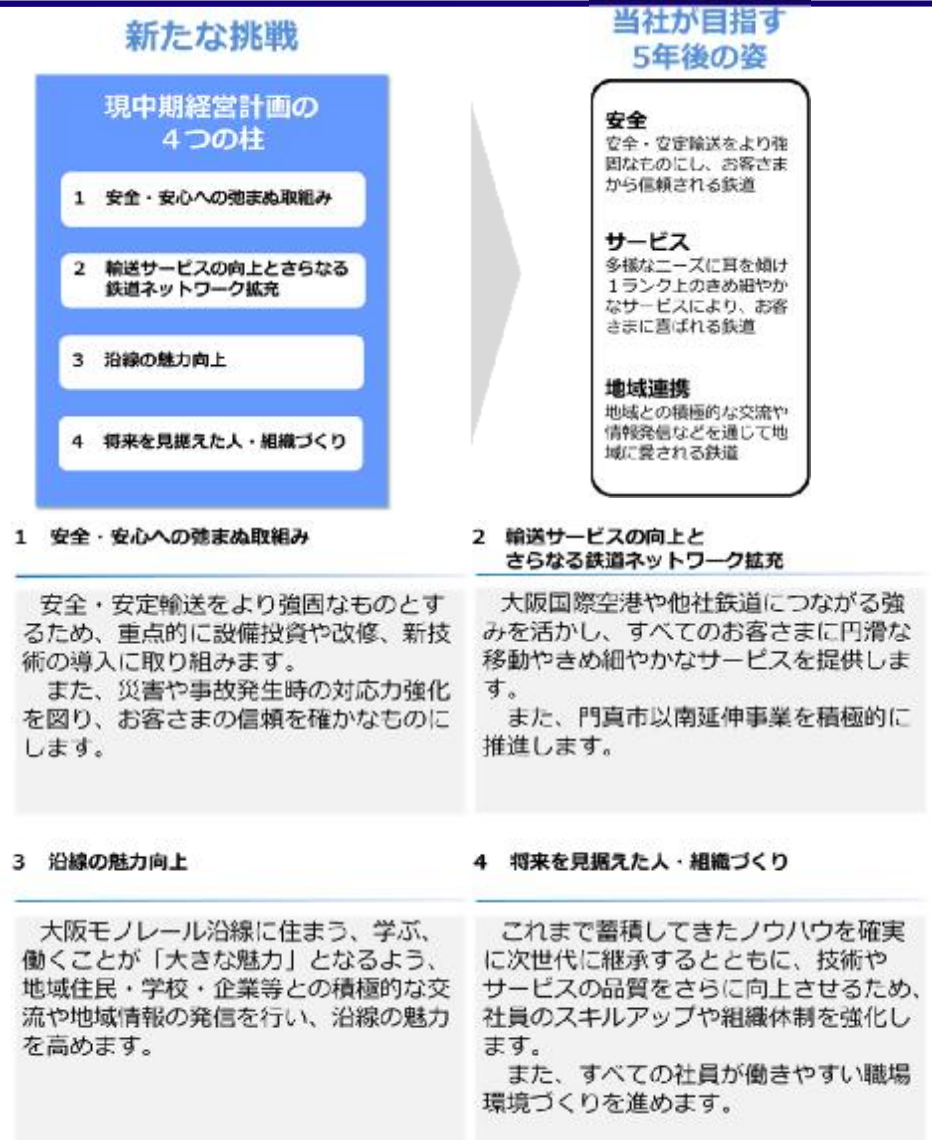 新たな挑戦
現中期経営計画の
４つの柱
1 安全・安心への弛まぬ取組み
2 輸送サービスの向上とさらなる
鉄道ネットワーク拡充
3 沿線の魅力向上
4 将来を見据えた人・組織づくり
当社が目指す
5年後の姿
安全
安全・安定輸送をより強
固なものにし、お客さま
から信頼される鉄道
サービス
多様なニーズに耳を傾け
１ランク上のきめ細やか
なサービスにより、お客
さまに喜ばれる鉄道
地域連携
地域との積極的な交流や
情報発信などを通じて地
域に愛される鉄道
1 安全・安心への弛まぬ取組み
安全・安定輸送をより強固なものとす
るため、重点的に設備投資や改修、新技
術の導入に取り組みます。
また、災害や事故発生時の対応力強化
を図り、お客さまの信頼を確かなものに
します。
2 輸送サービスの向上と
さらなる鉄道ネットワーク拡充
大阪国際空港や他社鉄道につながる強
みを活かし、すべてのお客さまに円滑な
移動やきめ細やかなサービスを提供しま
す。
また、門真市以南延伸事業を積極的に
推進します。
3 沿線の魅力向上
大阪モノレール沿線に住まう、学ぶ、
働くことが「大きな魅力」となるよう、
地域住民・学校・企業等との積極的な交
流や地域情報の発信を行い、沿線の魅力
を高めます。
4 将来を見据えた人・組織づくり
これまで蓄積してきたノウハウを確実
に次世代に継承するとともに、技術や
サービスの品質をさらに向上させるため、
社員のスキルアップや組織体制を強化し
ます。
また、すべての社員が働きやすい職場
環境づくりを進めます。